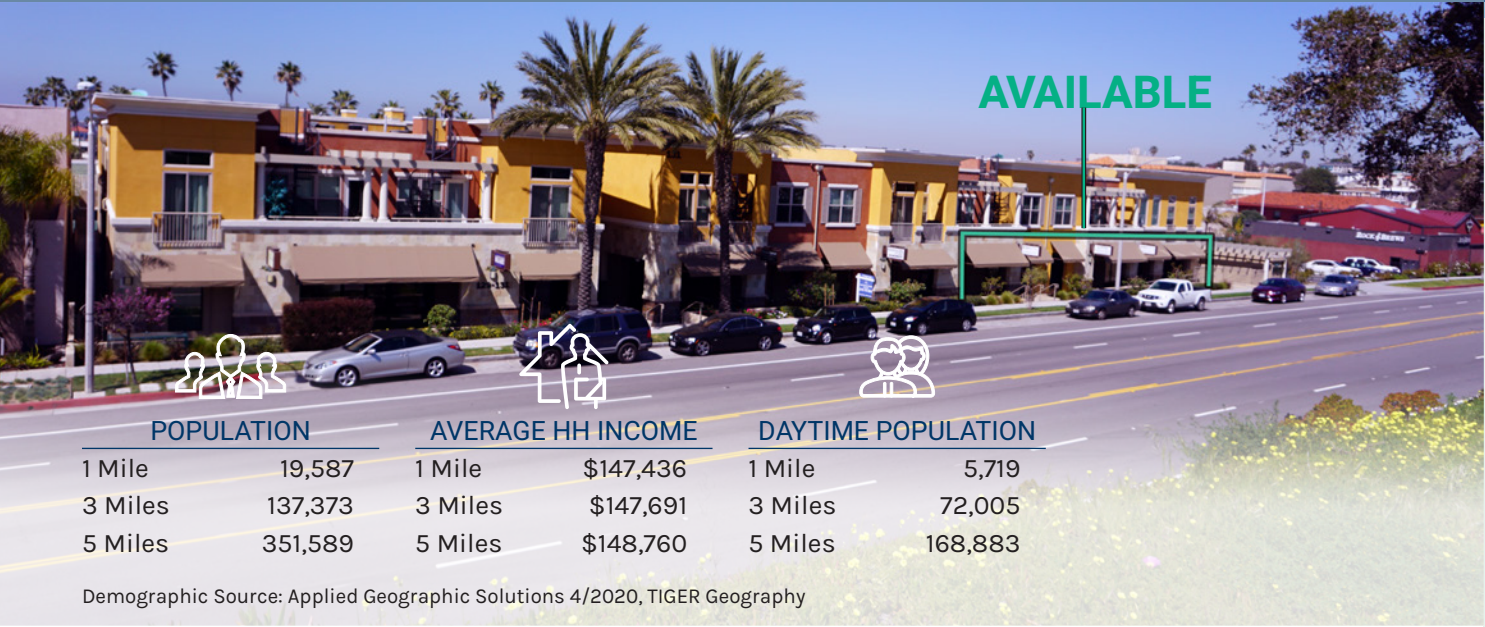 AVAILABLE
ROCK & BREWS
POPULATION
1 Mile 19,587
3 Miles 137,373
5 Miles 351,589
AVERAGE HH INCOME
1 Mile $147,436
3 Miles $147,691
5 Miles $148,760
DAYTIME POPULATION
1 Mile 5,719
3 Miles 72,005
5 Miles 168,883
Demographic Source: Applied Geographic Solutions 4/2020, TIGER Geography